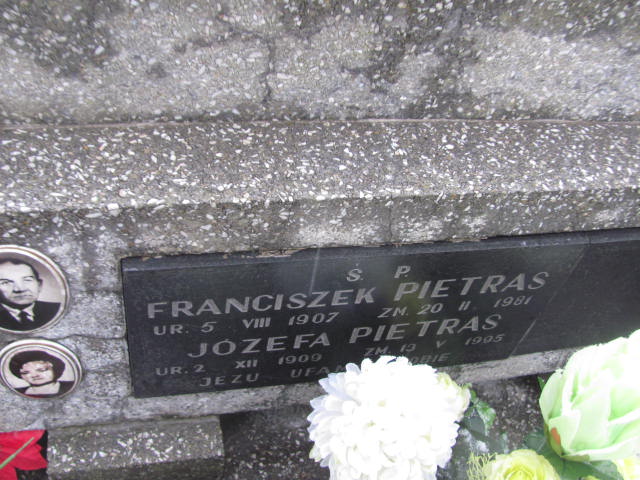 Ś. P.
FRANCISZEK PIETRAS
UR. 5 VIII 1907 ZM. 20 II 1981
JÓZEFA PIETRAS
UR. 2 XII 1909 ZM. 13 V 1995
JEZU UFA